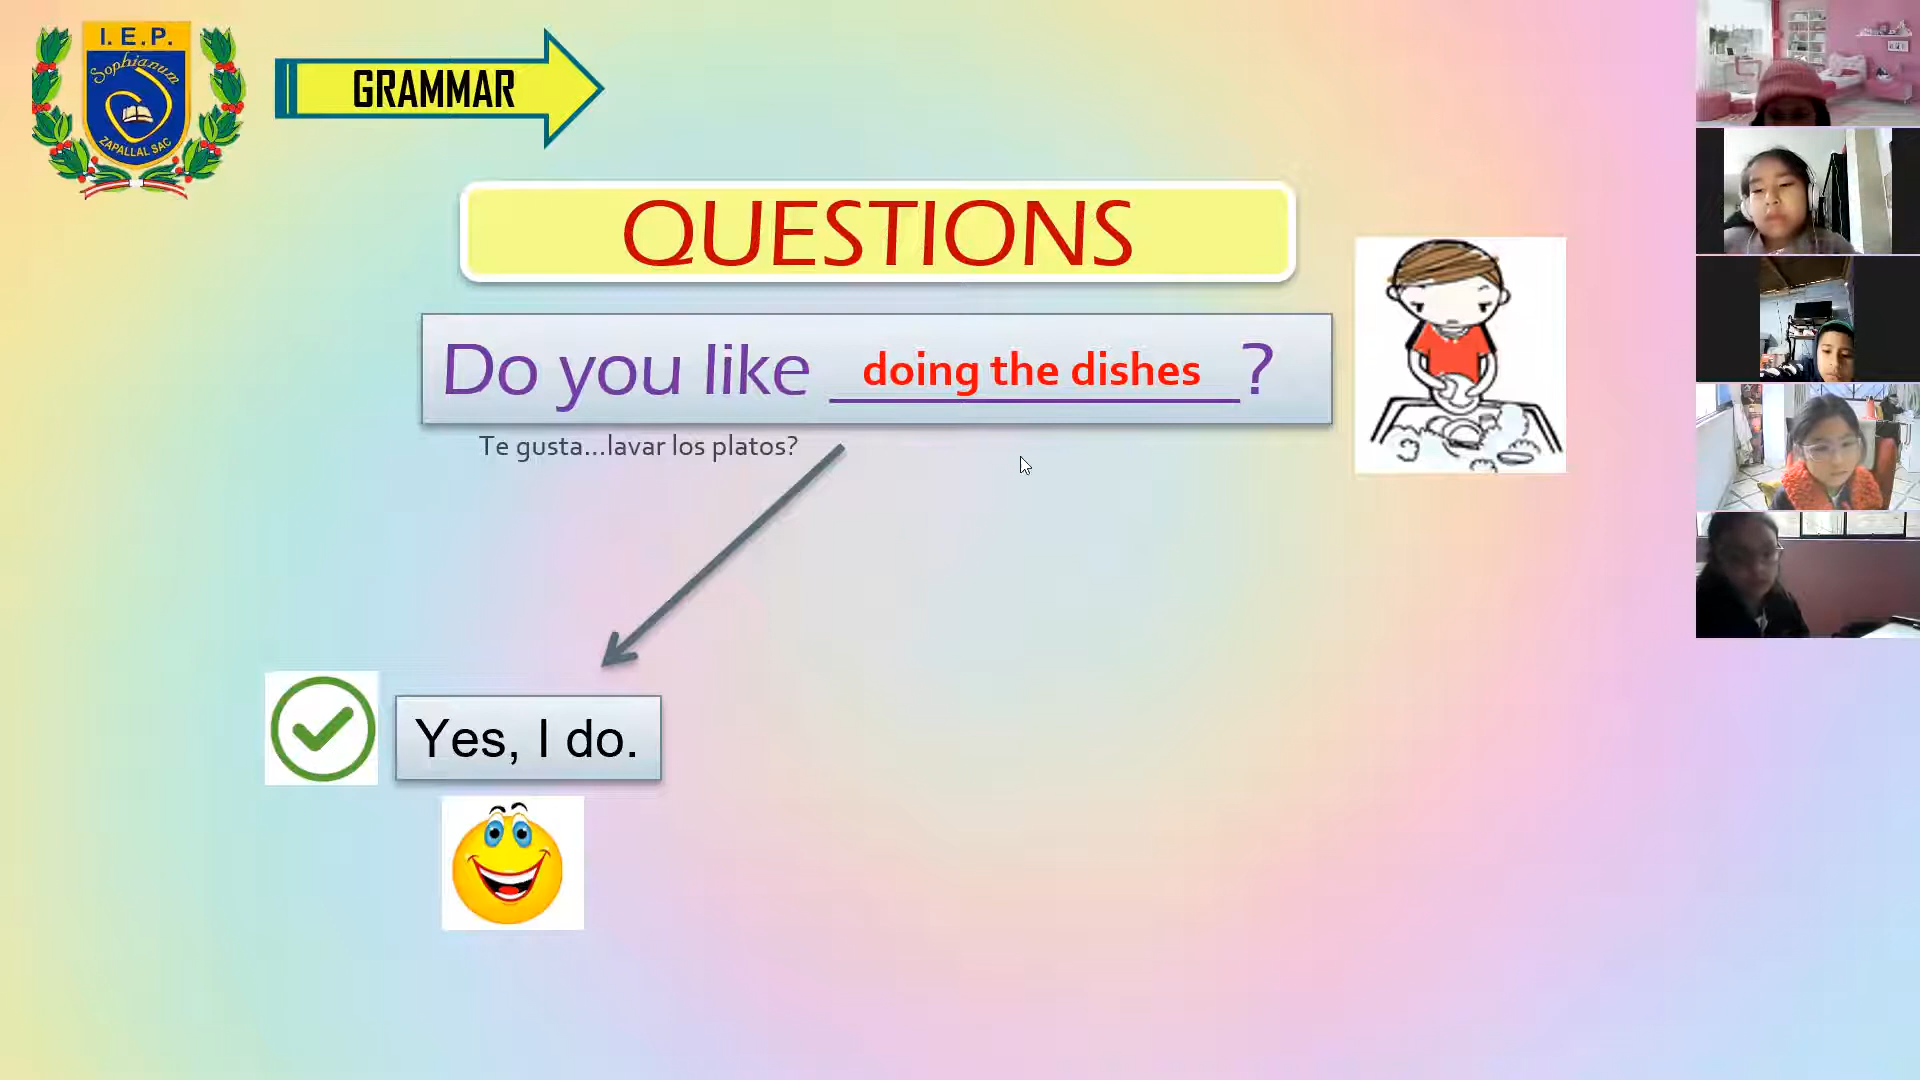 I.E.P.
Sophianum
ZAPALLAL SAC
GRAMMAR
QUESTIONS
Do you like doing the dishes?
Te gusta...lavar los platos?
Yes, I do.